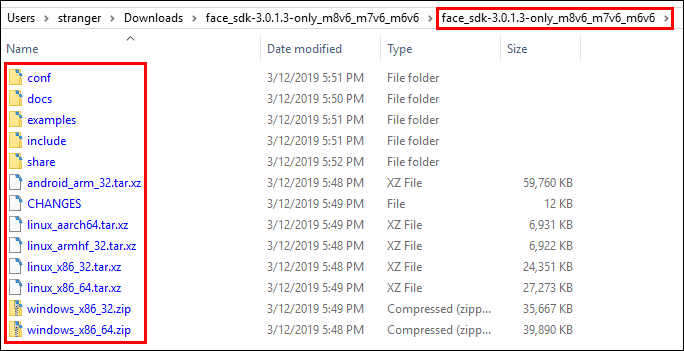 Users > stranger > Downloads > face_sdk-3.0.1.3-only_m8v6_m7v6_m6v6 > face_sdk-3.0.1.3-only_m8v6_m7v6_m6v6 >
Name Date modified Type Size
conf 3/12/2019 5:51 PM File folder
docs 3/12/2019 5:50 PM File folder
examples 3/12/2019 5:51 PM File folder
include 3/12/2019 5:51 PM File folder
share 3/12/2019 5:52 PM File folder
android_arm_32.tar.xz 3/12/2019 5:48 PM XZ File 59,760 KB
CHANGES 3/12/2019 5:51 PM File 12 KB
linux_aarch64.tar.xz 3/12/2019 5:48 PM XZ File 6,931 KB
linux_armhf_32.tar.xz 3/12/2019 5:48 PM XZ File 6,922 KB
linux_x86_32.tar.xz 3/12/2019 5:48 PM XZ File 24,351 KB
linux_x86_64.tar.xz 3/12/2019 5:49 PM XZ File 27,273 KB
windows_x86_32.zip 3/12/2019 5:49 PM Compressed (zipp... 35,667 KB
windows_x86_64.zip 3/12/2019 5:48 PM Compressed (zipp... 39,890 KB